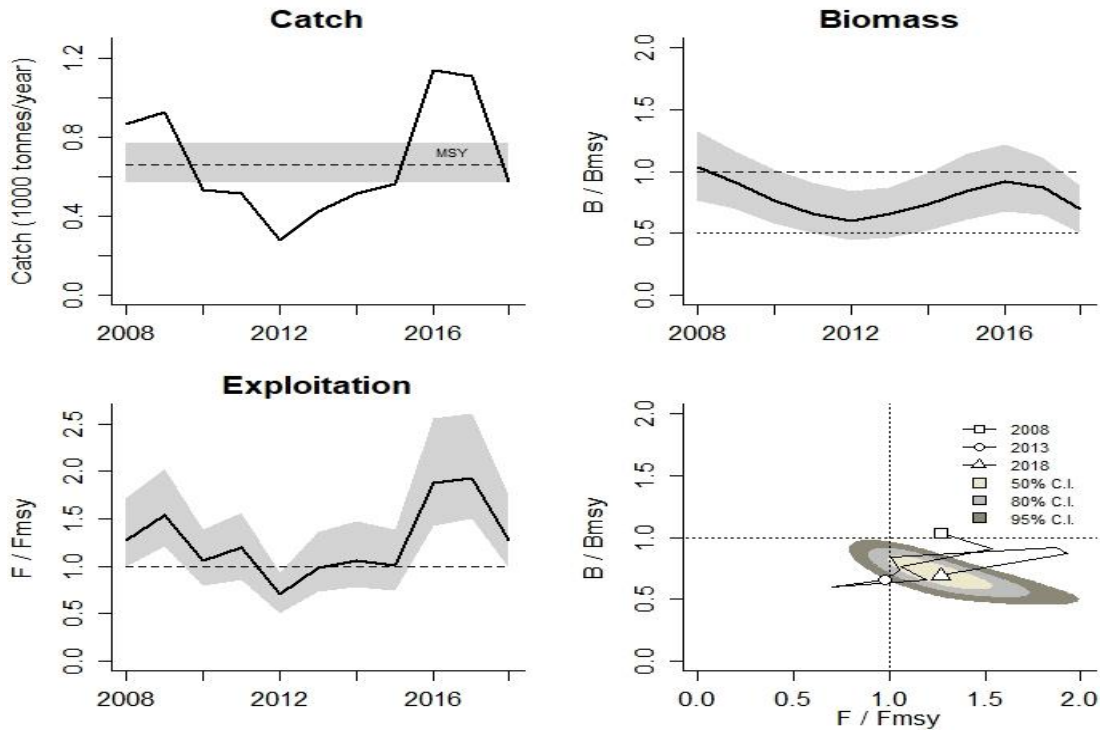 Catch
Catch (1000 tonnes/year)
1.2
0.8
0.4
0.0
MSY
2008
2012
2016
Biomass
B / Bmsy
2.0
1.5
1.0
0.5
0.0
2008
2012
2016
Exploitation
F / Fmsy
2.5
2.0
1.5
1.0
0.5
0.0
2008
2012
2016
B / Bmsy
2.0
1.5
1.0
0.5
0.0
2008
2013
2018
50% C.I.
80% C.I.
95% C.I.
0.0 0.5 1.0 1.5 2.0
F / Fmsy